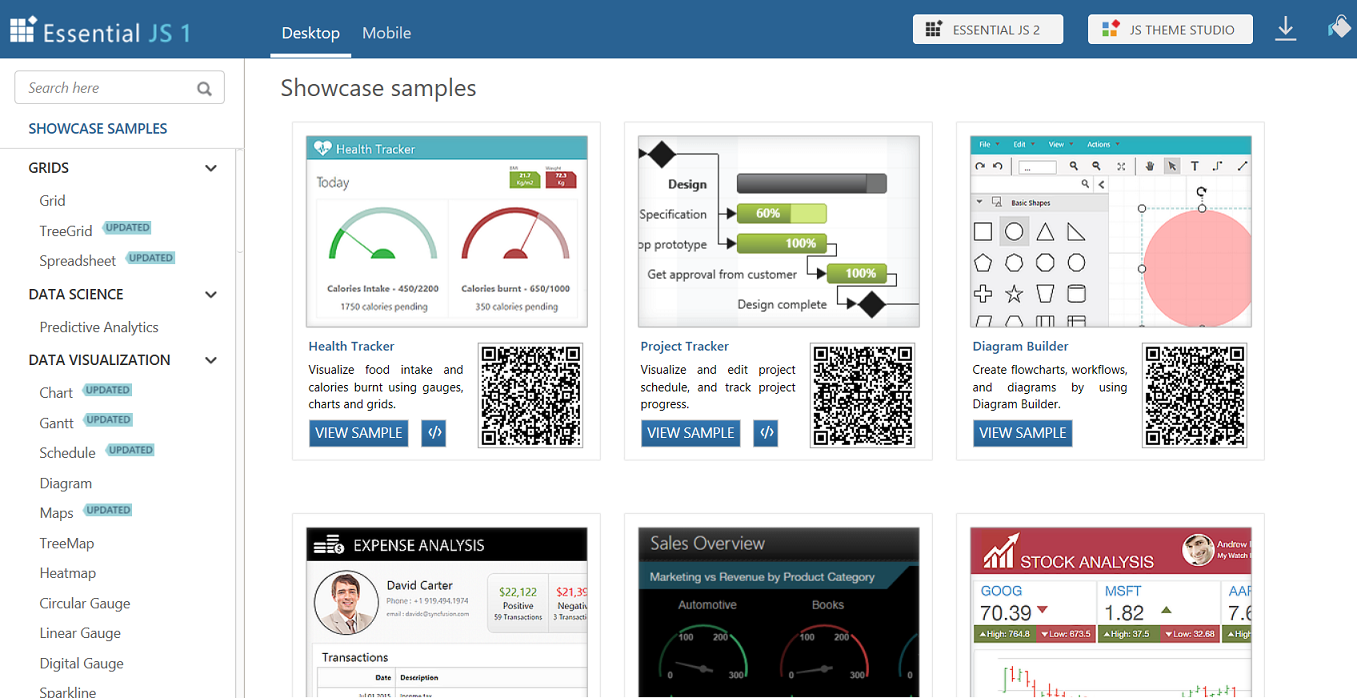 Essential JS 1
Desktop
Mobile
ESSENTIAL JS 2
JS THEME STUDIO
Search here
SHOWCASE SAMPLES
GRIDS
Grid
TreeGrid UPDATED
Spreadsheet UPDATED
DATA SCIENCE
Predictive Analytics
DATA VISUALIZATION
Chart UPDATED
Gantt UPDATED
Schedule UPDATED
Diagram
Maps UPDATED
TreeMap
Heatmap
Circular Gauge
Linear Gauge
Digital Gauge
Sparkline
Showcase samples
Health Tracker
Today
BMI
21.7
Kg/m2
Weight
72.3
Kg
Calories Intake - 450/2200
1750 calories pending
Calories burnt - 650/1000
350 calories pending
Health Tracker
Visualize food intake and
calories burnt using gauges,
charts and grids.
VIEW SAMPLE
</>
Design
Specification
60%
op prototype
100%
Get approval from customer
100%
Design complete
Project Tracker
Visualize and edit project
schedule, and track project
progress.
VIEW SAMPLE
</>
File Edit View Actions
...
T
Basic Shapes
Diagram Builder
Create flowcharts, workflows,
and diagrams by using
Diagram Builder.
VIEW SAMPLE
EXPENSE ANALYSIS
David Carter
Phone : +1 919.494.1974
email : davidc@syncfusion.com
$22,122
Positive
59 Transactions
$21,39
Negativ
3 Transacti
Transactions
Date Description
Jul 01 2015 Income tax
Sales Overview
Marketing vs Revenue by Product Category
Automotive
Books
100 200
0 300
100 200
0 300
0
STOCK ANALYSIS
Andrew
My Watch
GOOG
70.39
High: 764.8
Low: 673.5
MSFT
1.82
High: 37.5
Low: 32.68
AAF
7.6
High